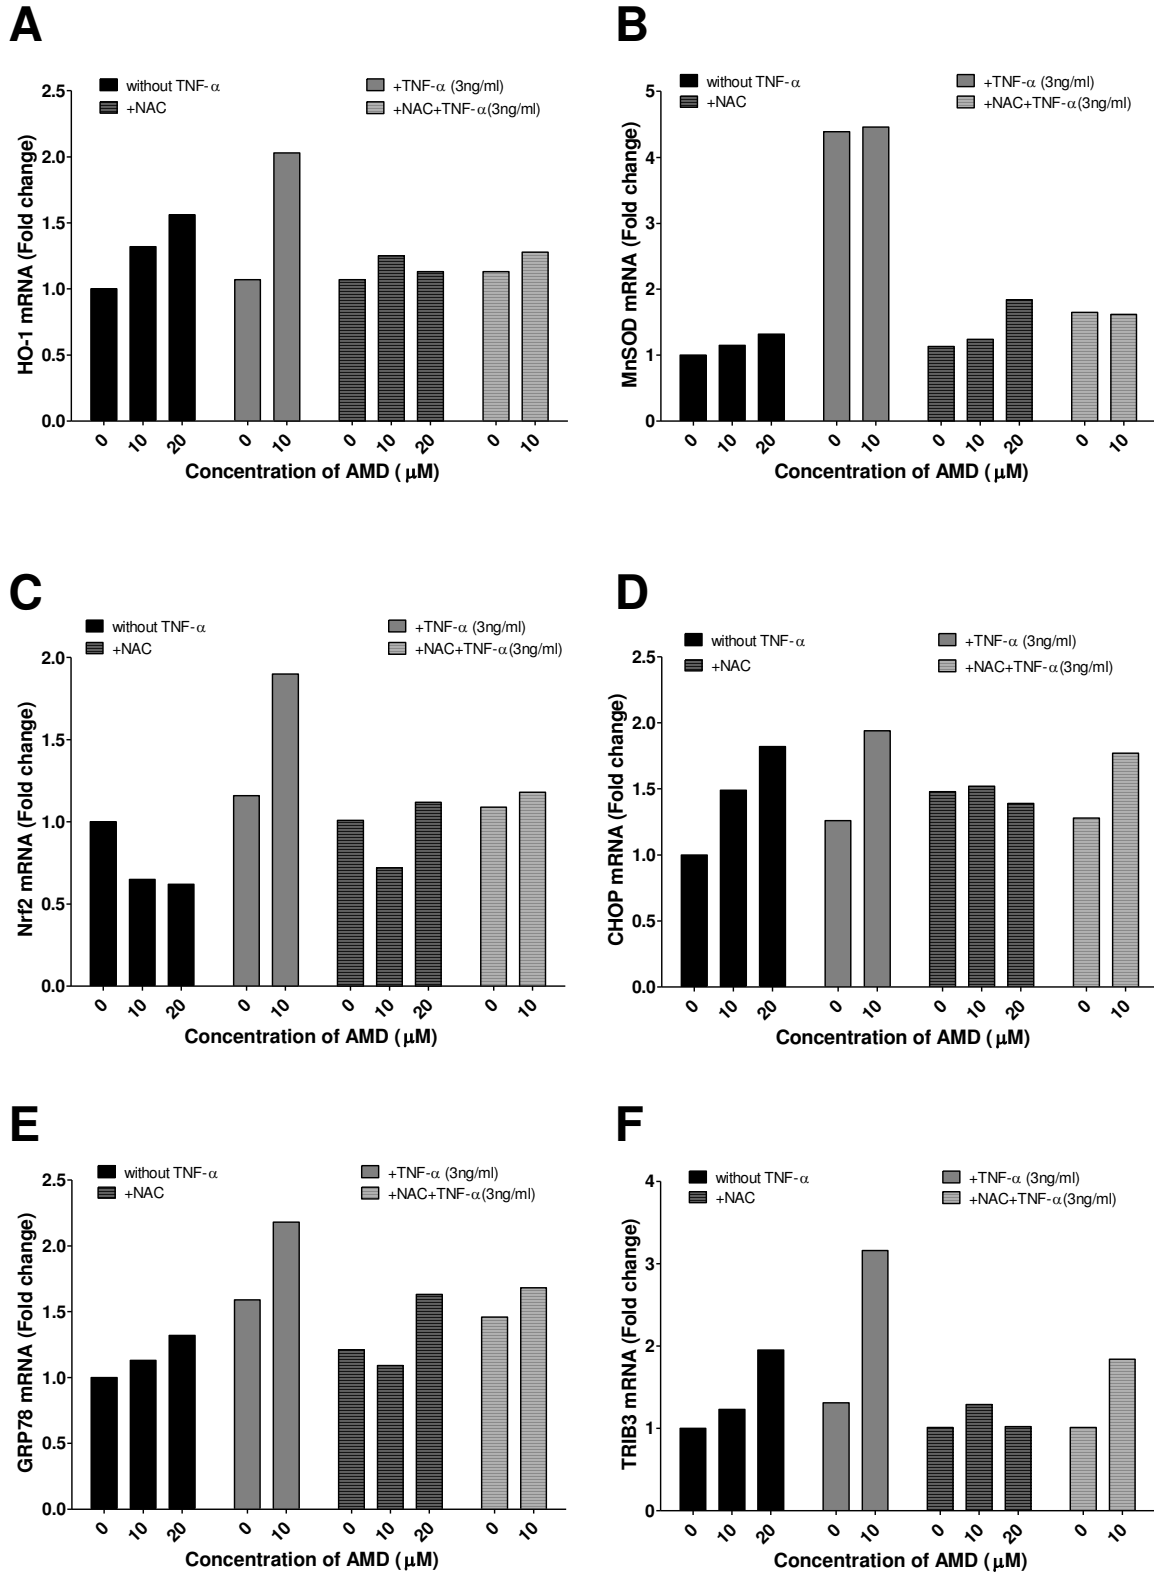 A
without TNF-α
+NAC
+TNF-α (3ng/ml)
+NAC+TNF-α(3ng/ml)
HO-1 mRNA (Fold change)
2.5
2.0
1.5
1.0
0.5
0.0
0 10 20 0 10 0 10 20 0 10
Concentration of AMD ( μM)
B
without TNF-α
+NAC
+TNF-α (3ng/ml)
+NAC+TNF-α(3ng/ml)
MnSOD mRNA (Fold change)
5
4
3
2
1
0
0 10 20 0 10 0 10 20 0 10
Concentration of AMD ( μM)
C
without TNF-α
+NAC
+TNF-α (3ng/ml)
+NAC+TNF-α(3ng/ml)
Nrf2 mRNA (Fold change)
2.0
1.5
1.0
0.5
0.0
0 10 20 0 10 0 10 20 0 10
Concentration of AMD ( μM)
D
without TNF-α
+NAC
+TNF-α (3ng/ml)
+NAC+TNF-α(3ng/ml)
CHOP mRNA (Fold change)
2.5
2.0
1.5
1.0
0.5
0.0
0 10 20 0 10 0 10 20 0 10
Concentration of AMD ( μM)
E
without TNF-α
+NAC
+TNF-α (3ng/ml)
+NAC+TNF-α(3ng/ml)
GRP78 mRNA (Fold change)
2.5
2.0
1.5
1.0
0.5
0.0
0 10 20 0 10 0 10 20 0 10
Concentration of AMD ( μM)
F
without TNF-α
+NAC
+TNF-α (3ng/ml)
+NAC+TNF-α(3ng/ml)
TRIB3 mRNA (Fold change)
4
3
2
1
0
0 10 20 0 10 0 10 20 0 10
Concentration of AMD ( μM)